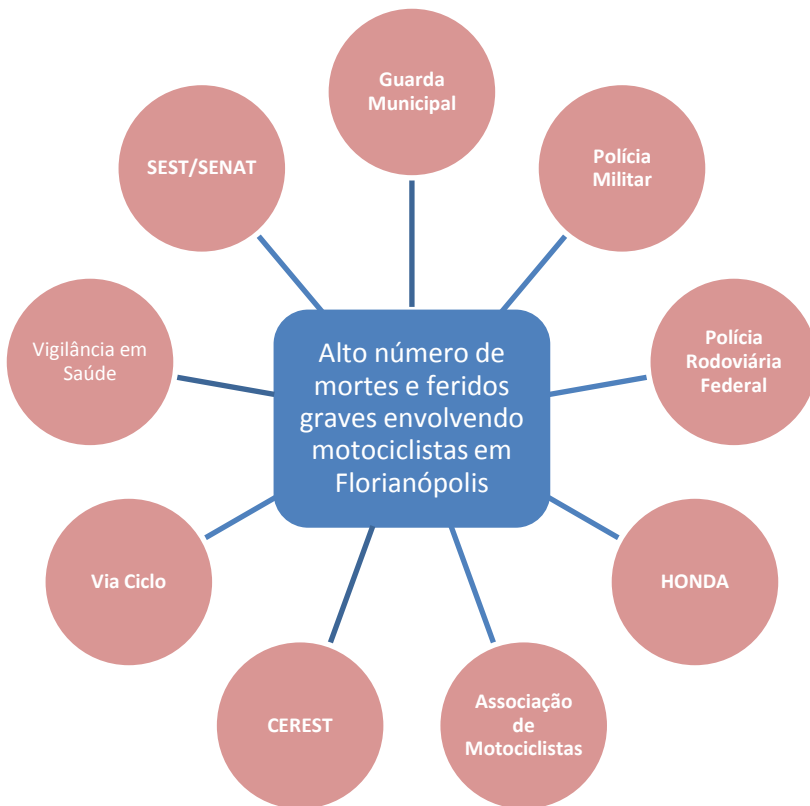 Guarda
Municipal
SEST/SENAT
Polícia
Militar
Vigilância em
Saúde
Alto número de
mortes e feridos
graves envolvendo
motociclistas em
Florianópolis
Polícia
Rodoviária
Federal
Via Ciclo
HONDA
CEREST
Associação
de
Motociclistas